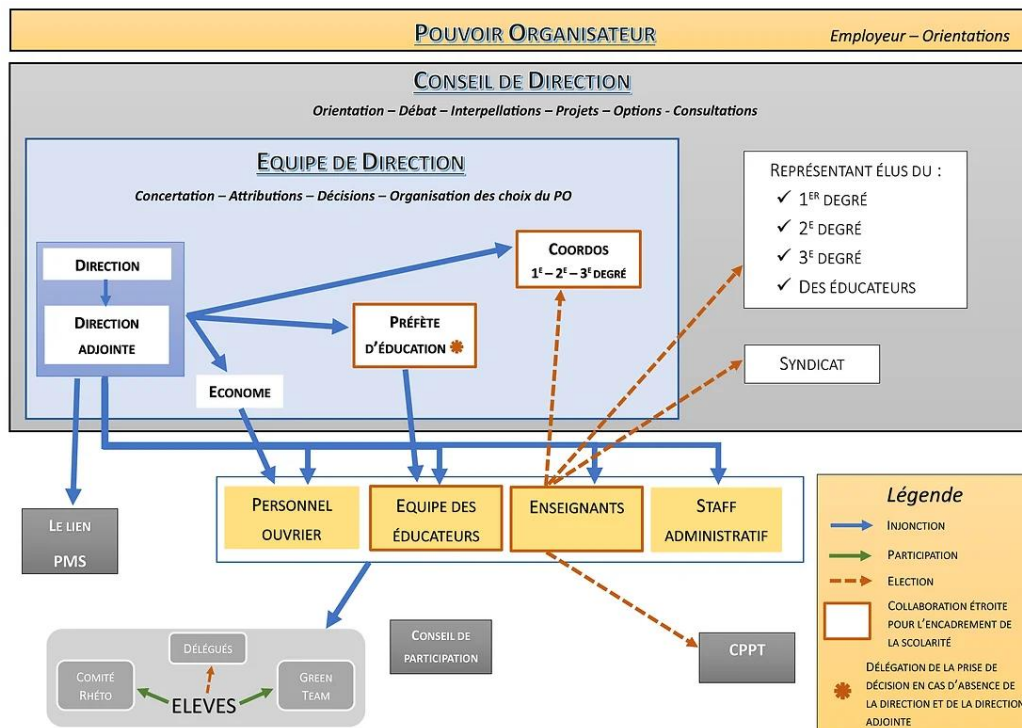 POUVOIR ORGANISATEUR
Employeur – Orientations
CONSEIL DE DIRECTION
Orientation – Débat – Interpellations – Projets – Options - Consultations
EQUIPE DE DIRECTION
Concertation – Attributions – Décisions – Organisation des choix du PO
REPRÉSENTANT ÉLUS DU :
✓ 1ER DEGRÉ
✓ 2E DEGRÉ
✓ 3E DEGRÉ
✓ DES ÉDUCATEURS
COORDOS
1E – 2E – 3E DEGRÉ
DIRECTION
DIRECTION
ADJOINTE
PRÉFÈTE
D'ÉDUCATION
ECONOME
SYNDICAT
PERSONNEL
OUVRIER
EQUIPE DES
ÉDUCATEURS
ENSEIGNANTS
STAFF
ADMINISTRATIF
LE LIEN
PMS
Légende
INJONCTION
PARTICIPATION
ELECTION
COLLABORATION ÉTROITE
POUR L'ENCADREMENT DE
LA SCOLARITÉ
DÉLÉGATION DE LA PRISE DE
DÉCISION EN CAS D'ABSENCE DE
LA DIRECTION ET DE LA DIRECTION
ADJOINTE
CONSEIL DE
PARTICIPATION
CPPT
DÉLÉGUÉS
COMITÉ
RHÉTO
GREEN
TEAM
ELEVES